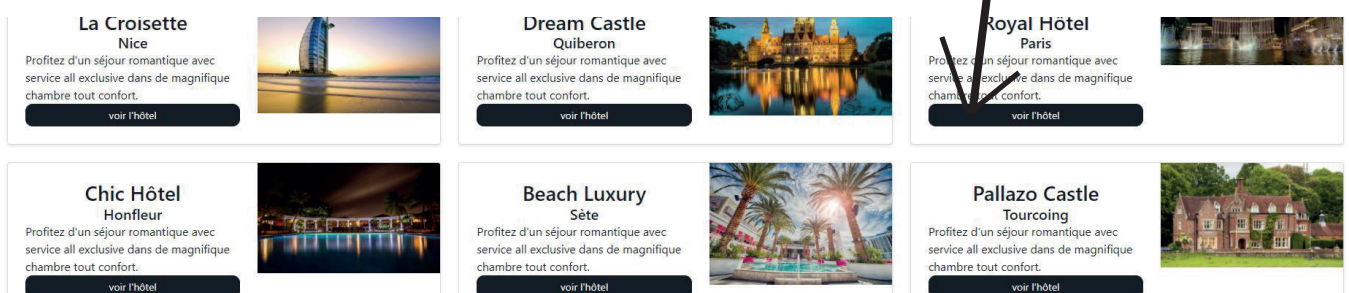 La Croisette
Nice
Profitez d'un séjour romantique avec
service all exclusive dans de magnifique
chambre tout confort.
voir l'hôtel
Dream Castle
Quiberon
Profitez d'un séjour romantique avec
service all exclusive dans de magnifique
chambre tout confort.
voir l'hôtel
Royal Hôtel
Paris
Profitez d'un séjour romantique avec
service all exclusive dans de magnifique
chambre tout confort.
voir l'hôtel
Chic Hôtel
Honfleur
Profitez d'un séjour romantique avec
service all exclusive dans de magnifique
chambre tout confort.
voir l'hôtel
Beach Luxury
Sète
Profitez d'un séjour romantique avec
service all exclusive dans de magnifique
chambre tout confort.
voir l'hôtel
Pallazo Castle
Tourcoing
Profitez d'un séjour romantique avec
service all exclusive dans de magnifique
chambre tout confort.
voir l'hôtel